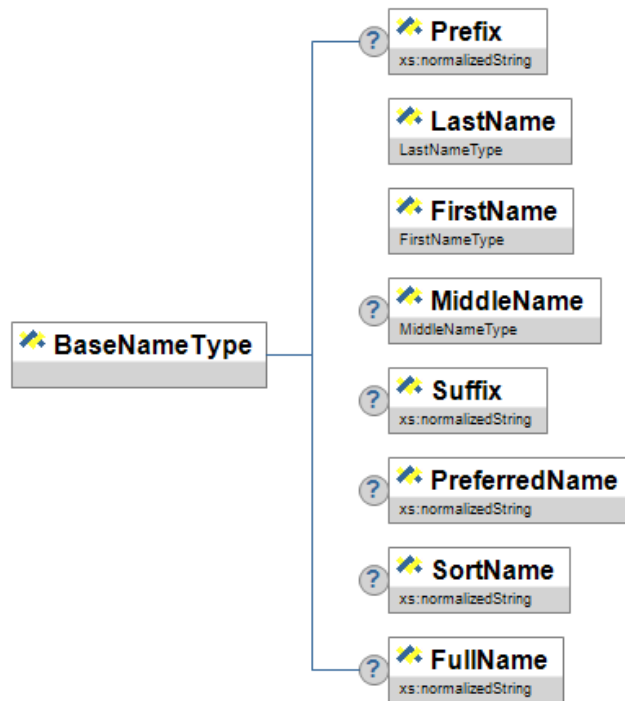 ?
Prefix
xs:normalizedString
LastName
LastNameType
FirstName
FirstNameType
?
MiddleName
MiddleNameType
BaseNameType
?
Suffix
xs:normalizedString
?
PreferredName
xs:normalizedString
?
SortName
xs:normalizedString
?
FullName
xs:normalizedString